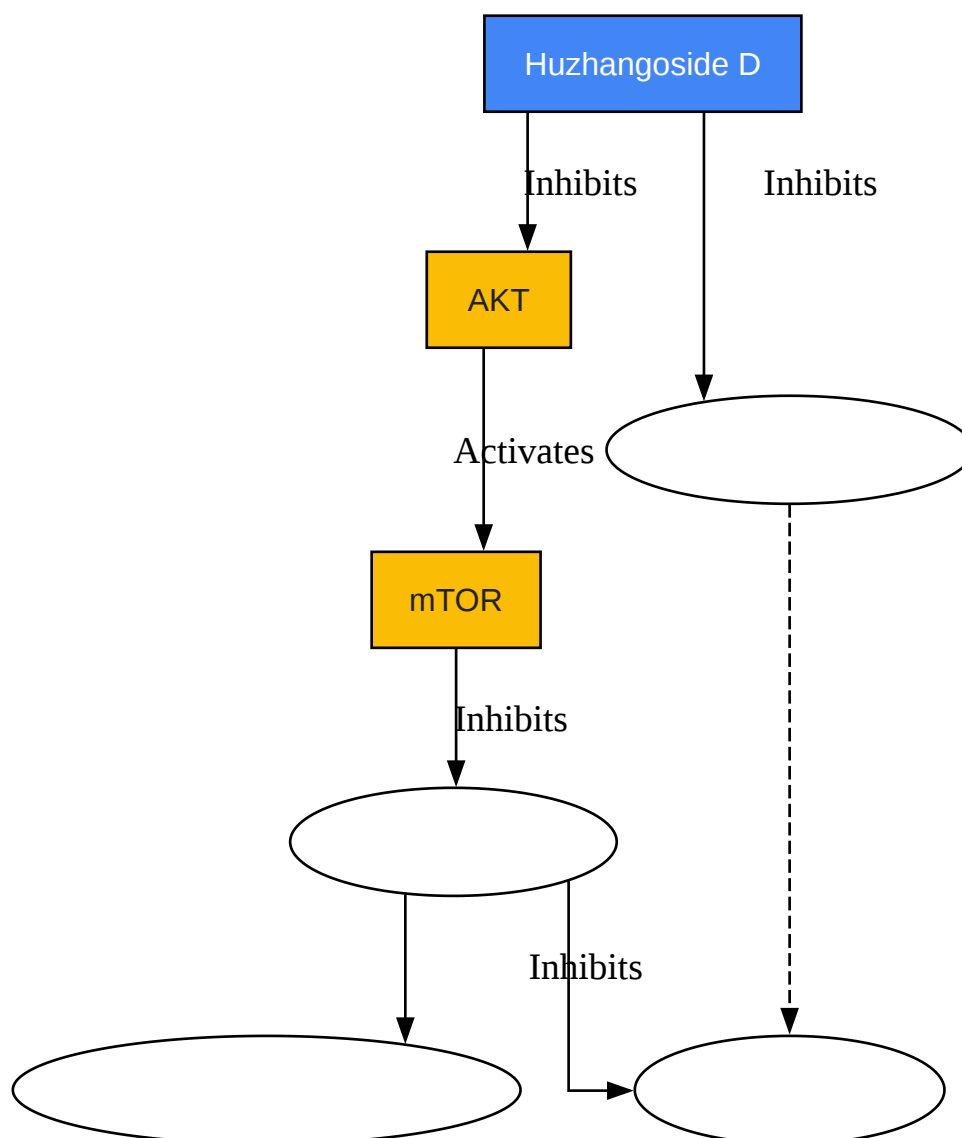 Huzhangoside D
Inhibits
Inhibits
AKT
Activates
mTOR
Inhibits
Inhibits